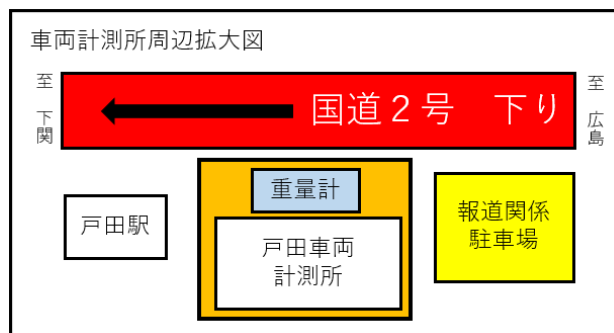 車両計測所周辺拡大図
至 下関
国道２号　下り
至 広島
重量計
戸田駅
戸田車両
計測所
報道関係
駐車場